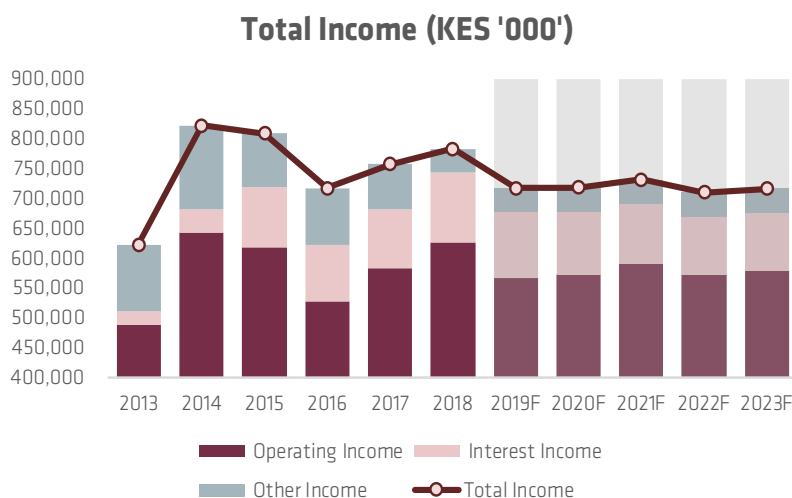 Total Income (KES '000')
900,000
850,000
800,000
750,000
700,000
650,000
600,000
550,000
500,000
450,000
400,000
2013 2014 2015 2016 2017 2018 2019F 2020F 2021F 2022F 2023F
Operating Income Interest Income
Other Income Total Income